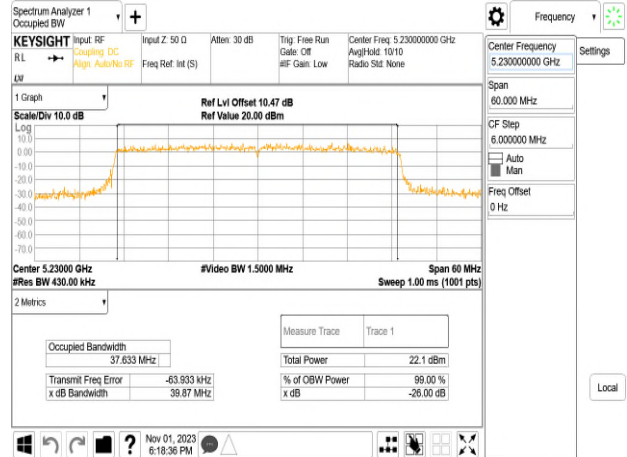 Spectrum Analyzer 1
Occupied BW
+
Frequency
KEYSIGHT Input: RF Input Z: 50 Ω Atten: 30 dB Trig: Free Run Center Freq: 5.230000000 GHz
RL Coupling: DC Gate: Off Avg|Hold: 10/10
Align: Auto/No RF Freq Ref: Int (S) #IF Gain: Low Radio Std: None
LXI
Center Frequency
5.230000000 GHz
Settings
Span
60.000 MHz
CF Step
6.000000 MHz
Auto
Man
Freq Offset
0 Hz
Local
1 Graph
Ref Lvl Offset 10.47 dB
Scale/Div 10.0 dB Ref Value 20.00 dBm
Log
10.0
0.00
-10.0
-20.0
-30.0
-40.0
-50.0
-60.0
-70.0
Center 5.23000 GHz #Video BW 1.5000 MHz Span 60 MHz
#Res BW 430.00 kHz Sweep 1.00 ms (1001 pts)
2 Metrics
Measure Trace Trace 1
Occupied Bandwidth
37.633 MHz
Total Power 22.1 dBm
Transmit Freq Error -63.933 kHz % of OBW Power 99.00 %
x dB Bandwidth 39.87 MHz x dB -26.00 dB
?
Nov 01, 2023
6:18:36 PM